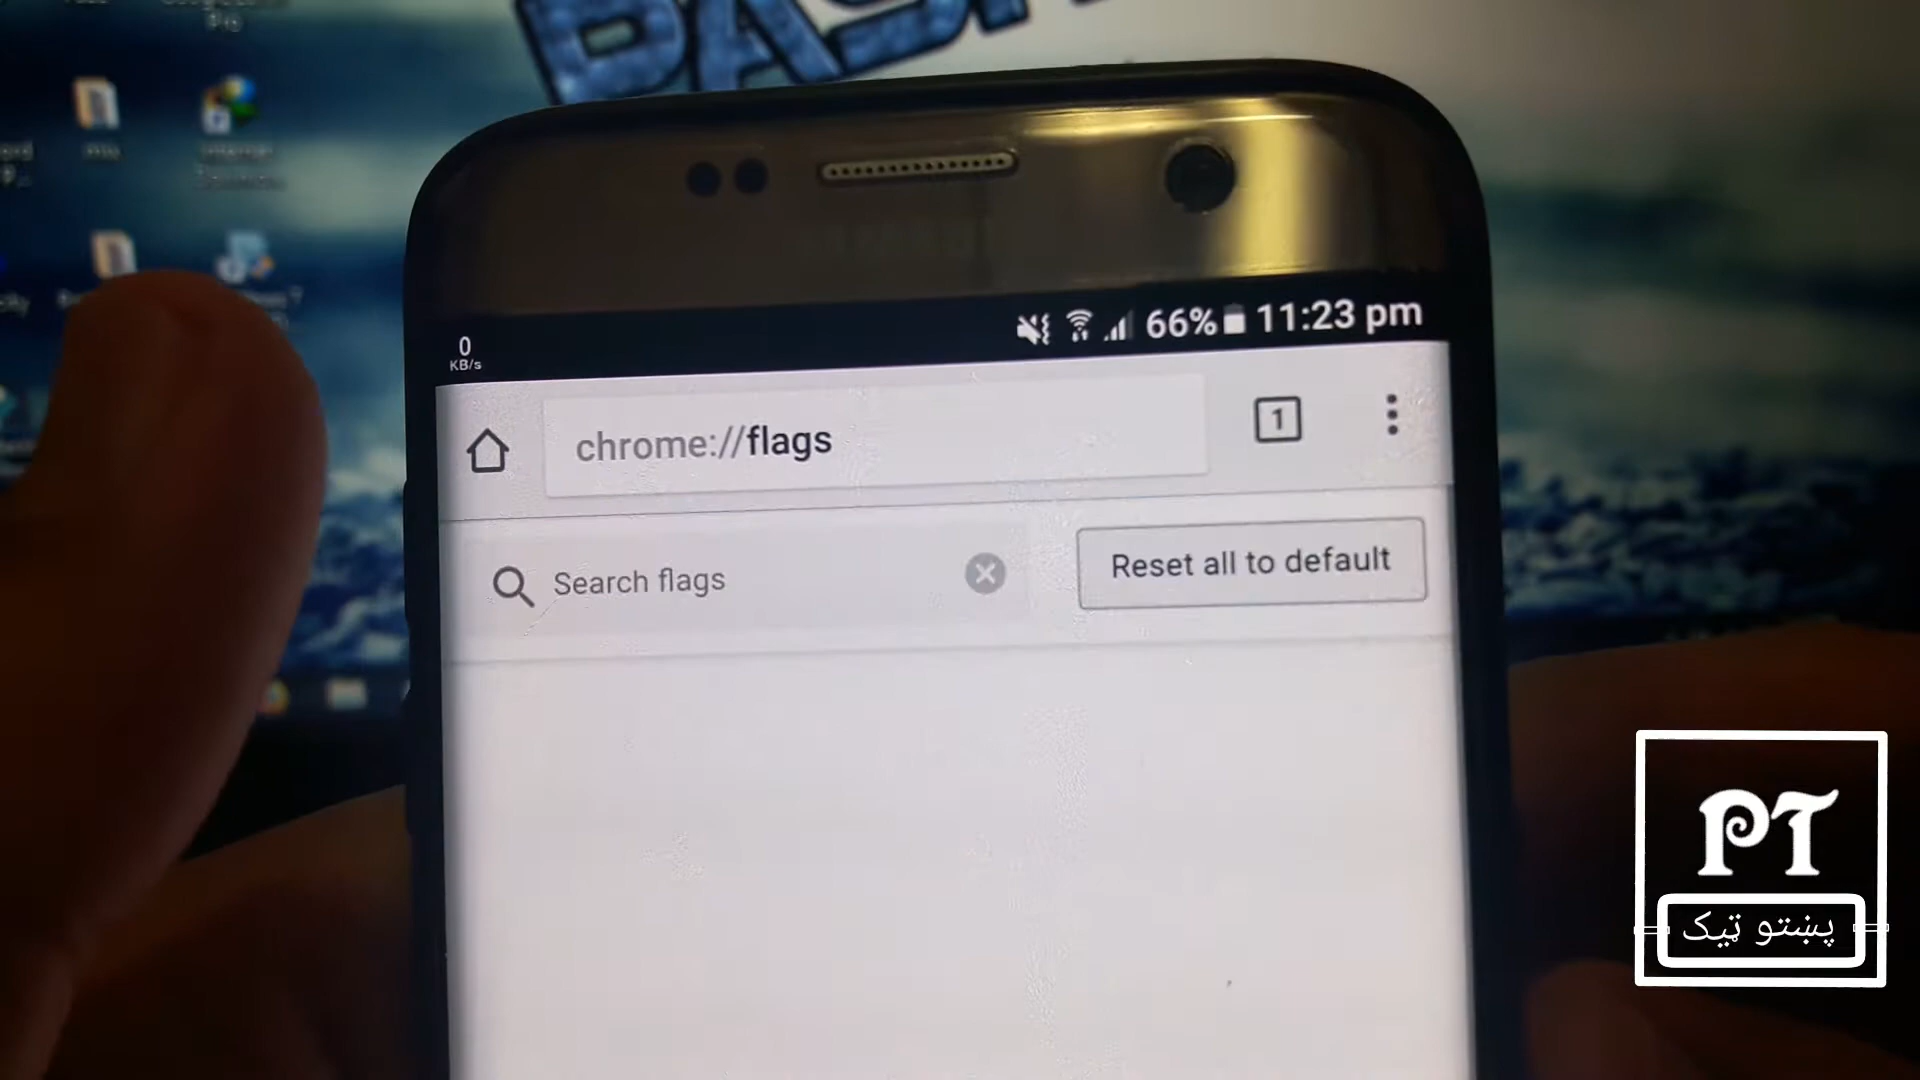 0
KB/s
66% 11:23 pm
chrome://flags
1
Search flags
Reset all to default
PT
پښتو ټیک